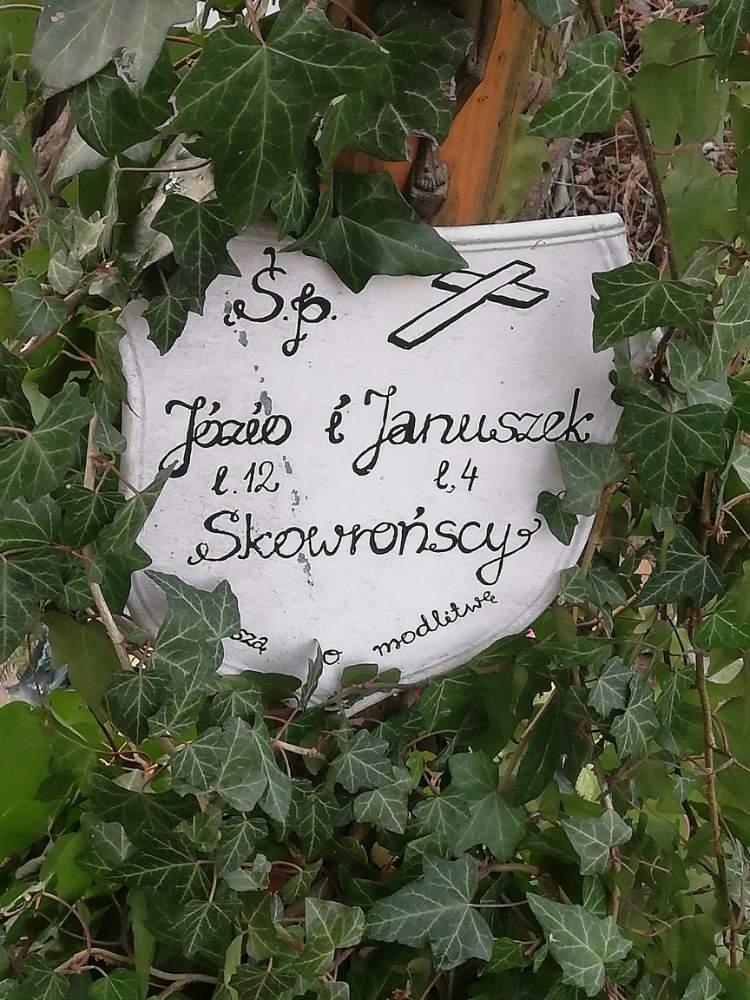 Ś.p.
Józio i Januszek
l.12 l,4
Skowrońscy
o modlitwę